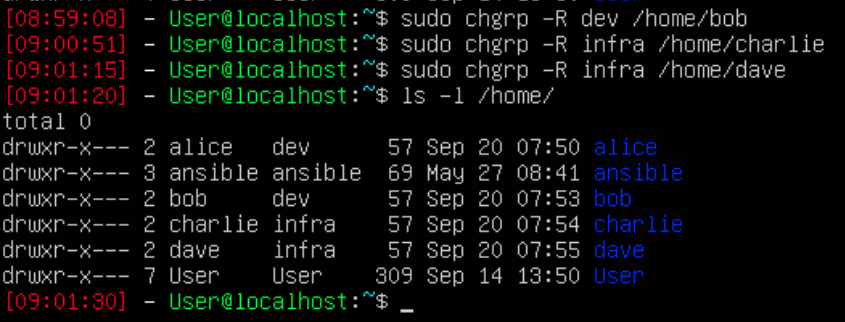 [08:59:08] - User@localhost:~$ sudo chgrp -R dev /home/bob
[09:00:51] - User@localhost:~$ sudo chgrp -R infra /home/charlie
[09:01:15] - User@localhost:~$ sudo chgrp -R infra /home/dave
[09:01:20] - User@localhost:~$ ls -l /home/
total 0
drwxr-x--- 2 alice   dev      57 Sep 20 07:50 alice
drwxr-x--- 3 ansible ansible  69 May 27 08:41 ansible
drwxr-x--- 2 bob     dev      57 Sep 20 07:53 bob
drwxr-x--- 2 charlie infra    57 Sep 20 07:54 charlie
drwxr-x--- 2 dave    infra    57 Sep 20 07:55 dave
drwxr-x--- 7 User    User    309 Sep 14 13:50 User
[09:01:30] - User@localhost:~$ _